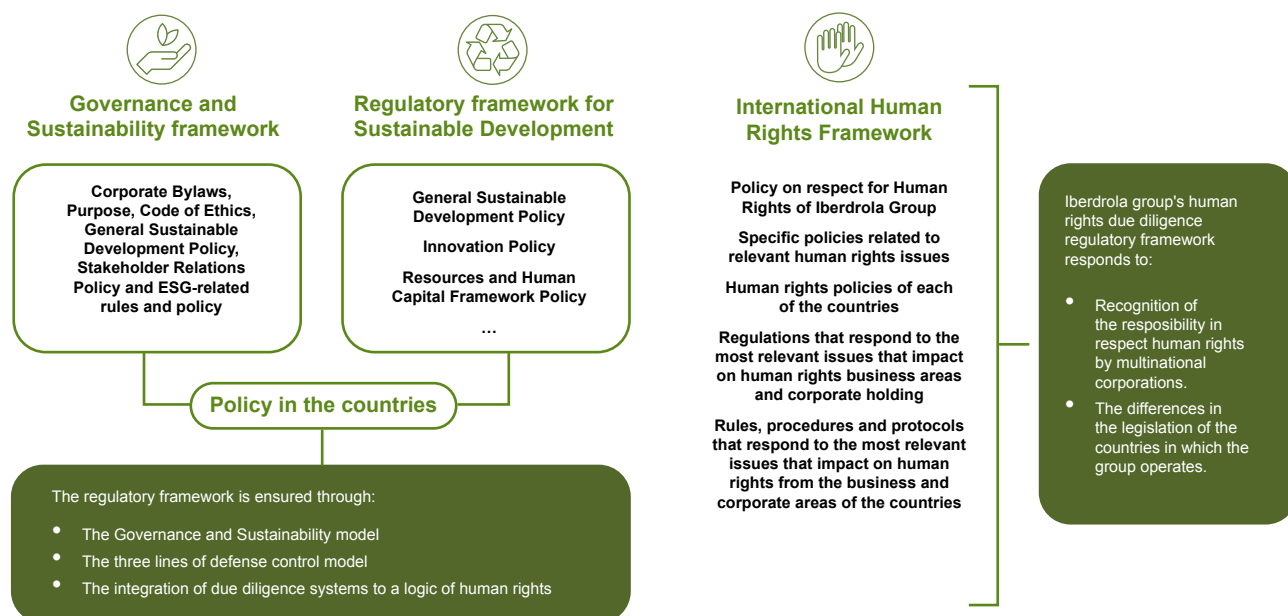 Governance and
Sustainability framework
Corporate Bylaws,
Purpose, Code of Ethics,
General Sustainable
Development Policy,
Stakeholder Relations
Policy and ESG-related
rules and policy
Regulatory framework for
Sustainable Development
General Sustainable
Development Policy
Innovation Policy
Resources and Human
Capital Framework Policy
…
Policy in the countries
The regulatory framework is ensured through:
• The Governance and Sustainability model
• The three lines of defense control model
• The integration of due diligence systems to a logic of human rights
International Human
Rights Framework
Policy on respect for Human
Rights of Iberdrola Group
Specific policies related to
relevant human rights issues
Human rights policies of each
of the countries
Regulations that respond to the
most relevant issues that impact
on human rights business areas
and corporate holding
Rules, procedures and protocols
that respond to the most relevant
issues that impact on human
rights from the business and
corporate areas of the countries
Iberdrola group's human
rights due diligence
regulatory framework
responds to:
• Recognition of
the resposibility in
respect human rights
by multinational
corporations.
• The differences in
the legislation of the
countries in which the
group operates.